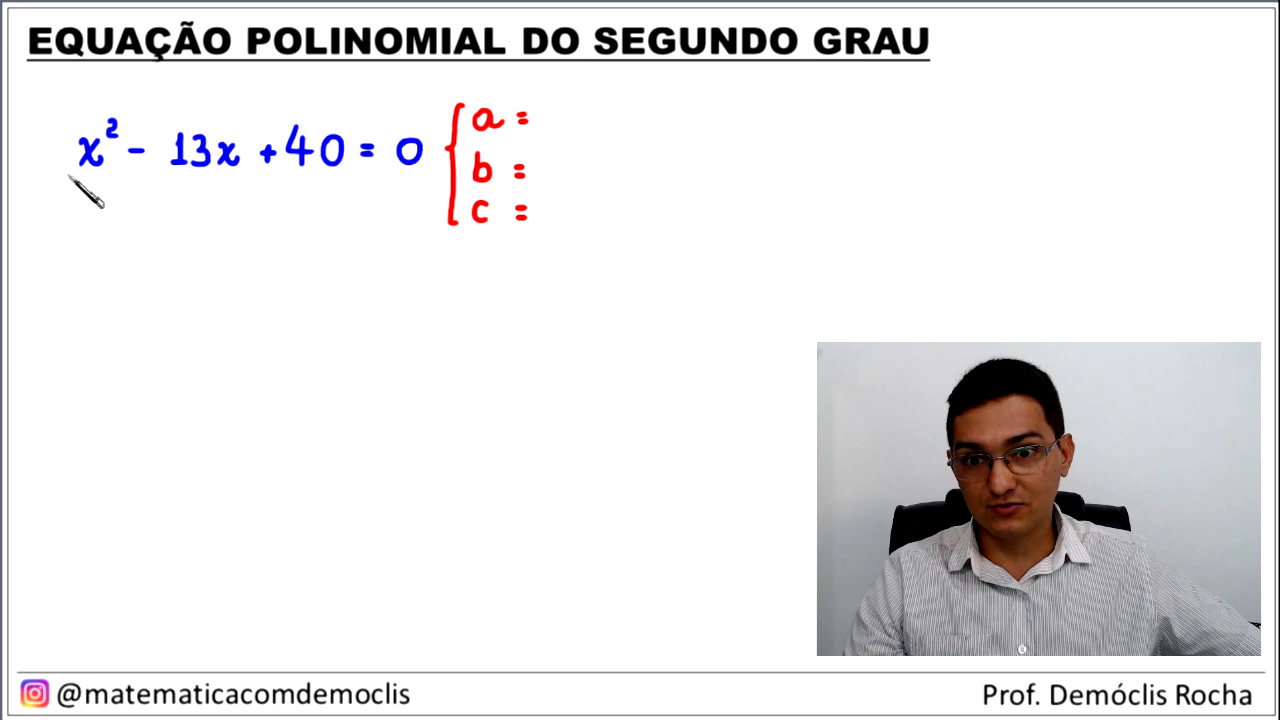 EQUAÇÃO POLINOMIAL DO SEGUNDO GRAU
x² - 13x + 40 = 0 { a =
b =
c =
@matematicacomdemoclis
Prof. Demóclis Rocha